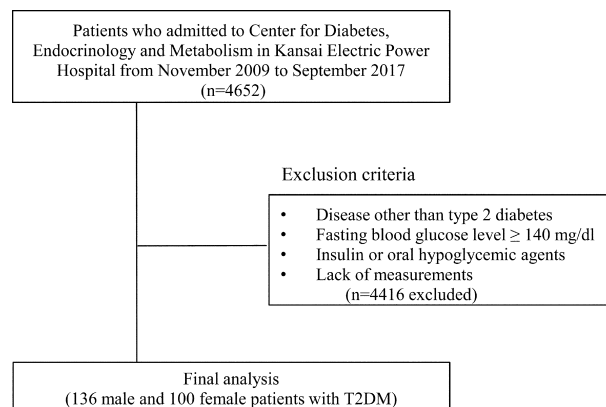 Patients who admitted to Center for Diabetes,
Endocrinology and Metabolism in Kansai Electric Power
Hospital from November 2009 to September 2017
(n=4652)
Exclusion criteria
• Disease other than type 2 diabetes
• Fasting blood glucose level ≥ 140 mg/dl
• Insulin or oral hypoglycemic agents
• Lack of measurements
(n=4416 excluded)
Final analysis
(136 male and 100 female patients with T2DM)